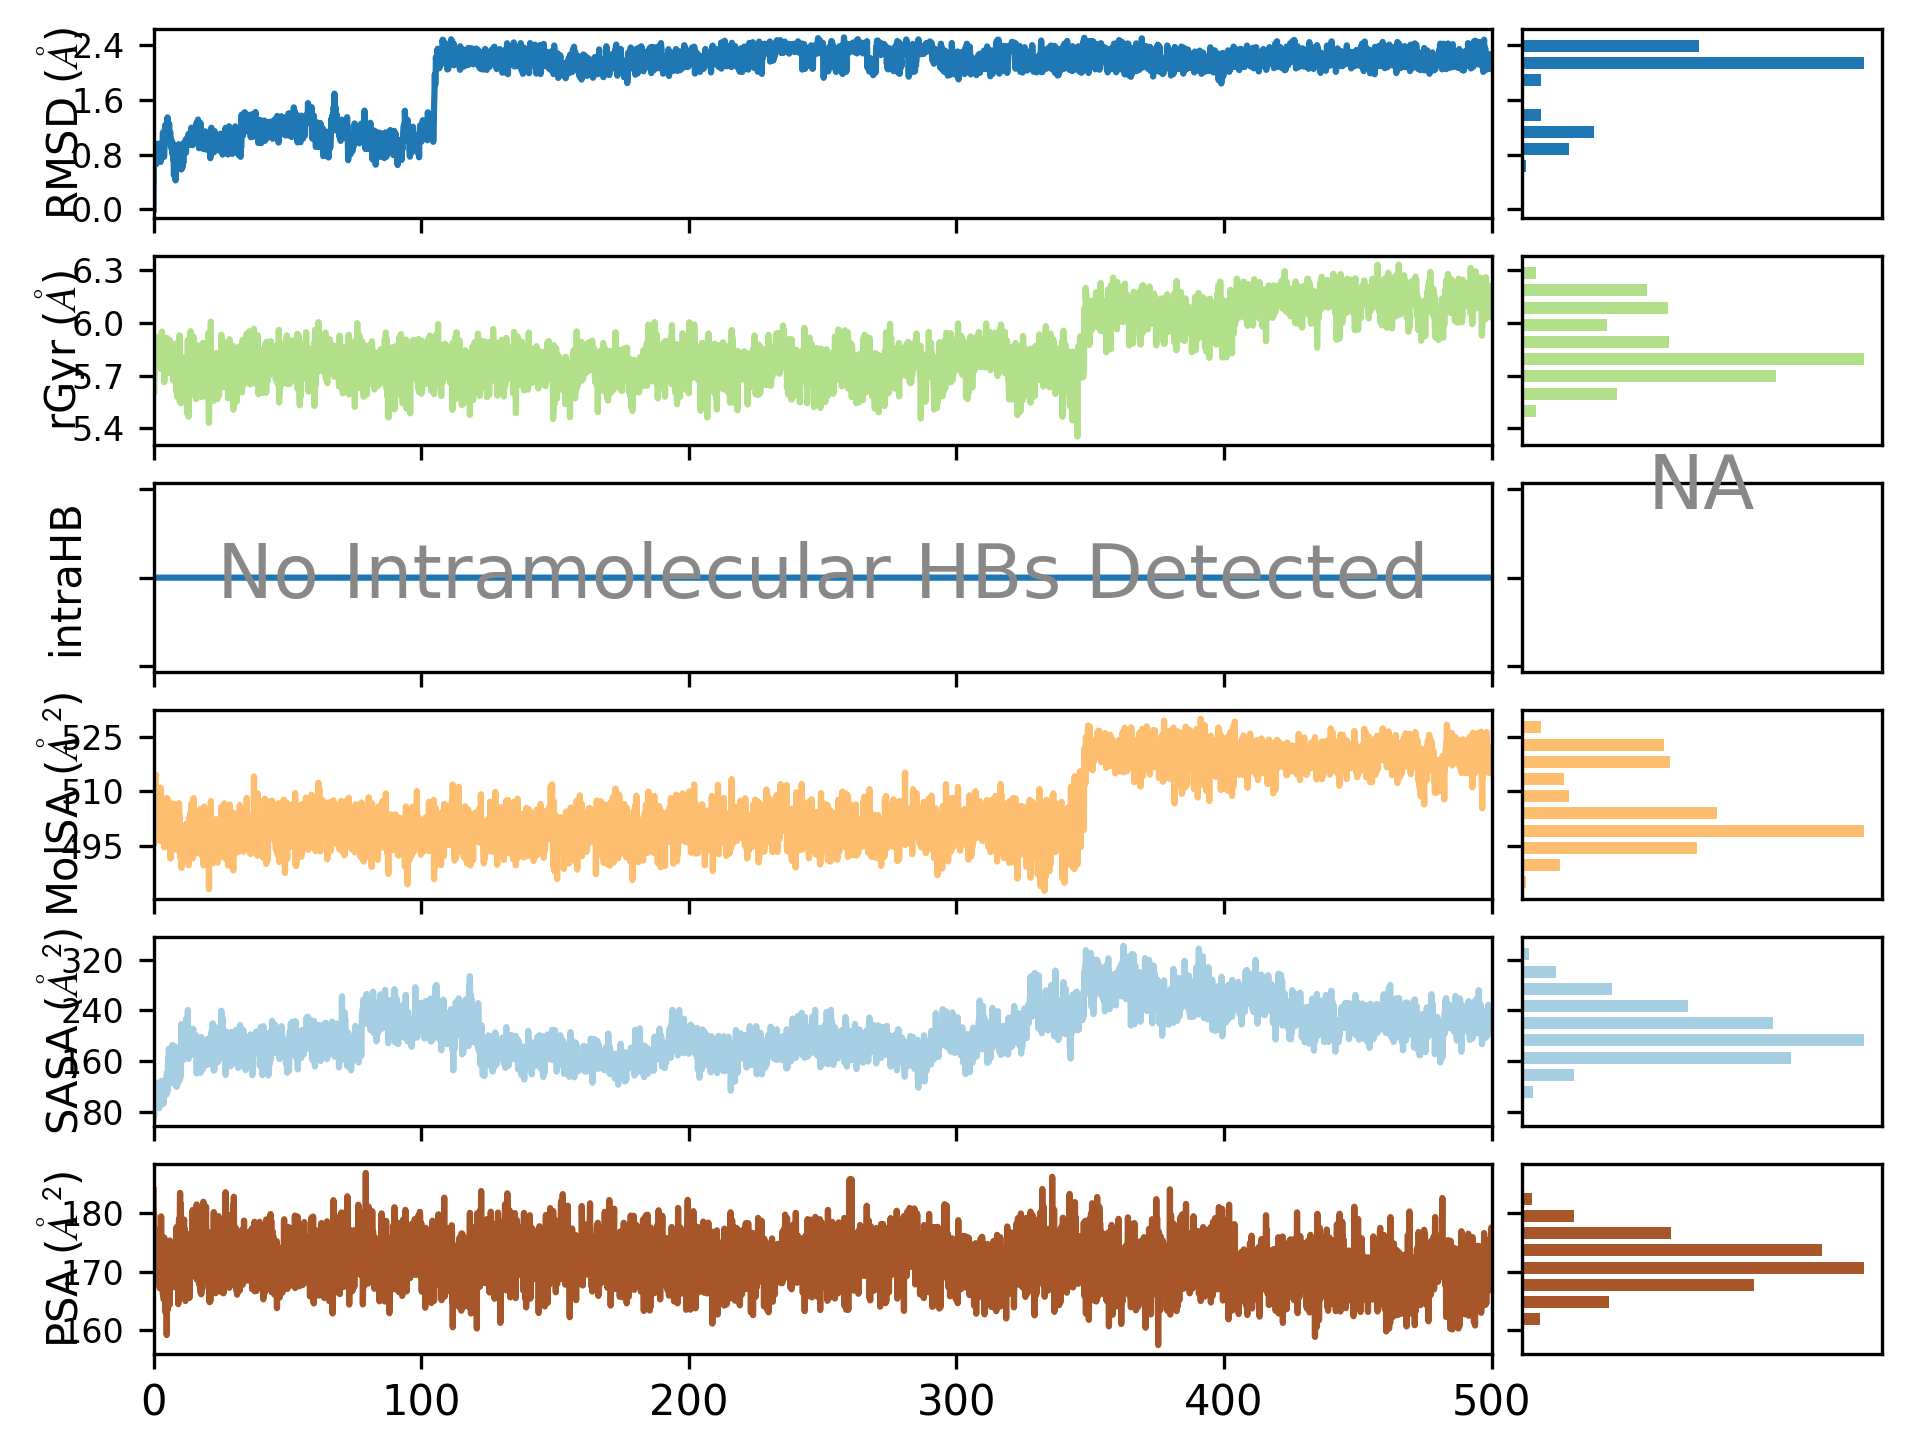 RMSD (Å)
2.4
1.6
0.8
0.0
rGyr (Å)
6.3
6.0
5.7
5.4
intraHB
No Intramolecular HBs Detected
NA
MolSA (Å²)
525
510
495
SASA (Å²)
320
240
160
80
PSA (Å²)
180
170
160
0 100 200 300 400 500